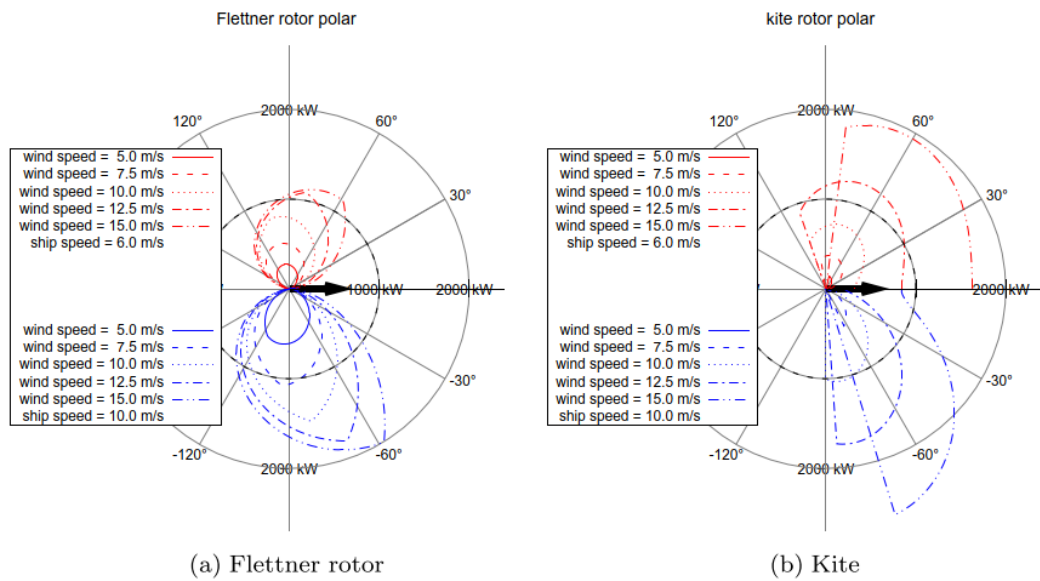 Flettner rotor polar
2000 kW
120°
60°
wind speed = 5.0 m/s
wind speed = 7.5 m/s
wind speed = 10.0 m/s
wind speed = 12.5 m/s
wind speed = 15.0 m/s
ship speed = 6.0 m/s
30°
1000 kW
2000 kW
wind speed = 5.0 m/s
wind speed = 7.5 m/s
wind speed = 10.0 m/s
wind speed = 12.5 m/s
wind speed = 15.0 m/s
ship speed = 10.0 m/s
-30°
-120°
-60°
2000 kW
(a) Flettner rotor
kite rotor polar
2000 kW
120°
60°
wind speed = 5.0 m/s
wind speed = 7.5 m/s
wind speed = 10.0 m/s
wind speed = 12.5 m/s
wind speed = 15.0 m/s
ship speed = 6.0 m/s
30°
2000 kW
wind speed = 5.0 m/s
wind speed = 7.5 m/s
wind speed = 10.0 m/s
wind speed = 12.5 m/s
wind speed = 15.0 m/s
ship speed = 10.0 m/s
-30°
-120°
-60°
2000 kW
(b) Kite